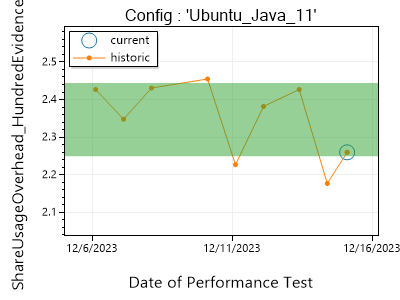 Config : 'Ubuntu_Java_11'
current
historic
ShareUsageOverhead_HundredEvidence
2.5
2.4
2.3
2.2
2.1
12/6/2023
12/11/2023
12/16/2023
Date of Performance Test